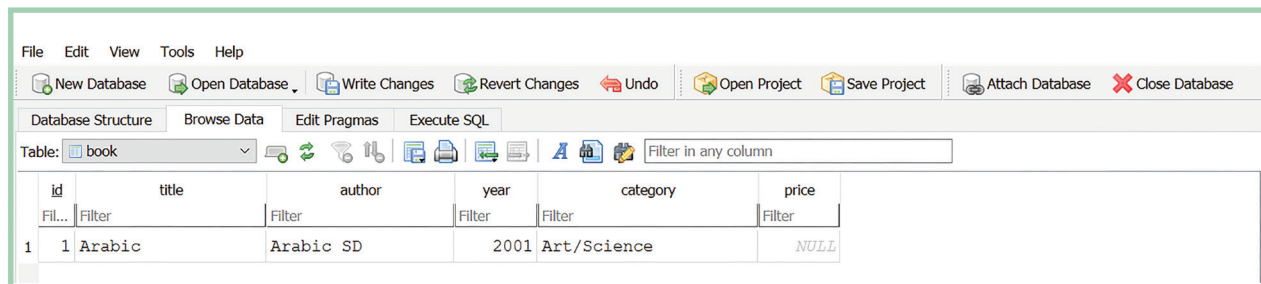 File Edit View Tools Help
New Database Open Database Write Changes Revert Changes Undo Open Project Save Project Attach Database Close Database
Database Structure Browse Data Edit Pragmas Execute SQL
Table: book Filter in any column
id title author year category price
Fil... Filter Filter Filter Filter Filter
1 1 Arabic Arabic SD 2001 Art/Science NULL